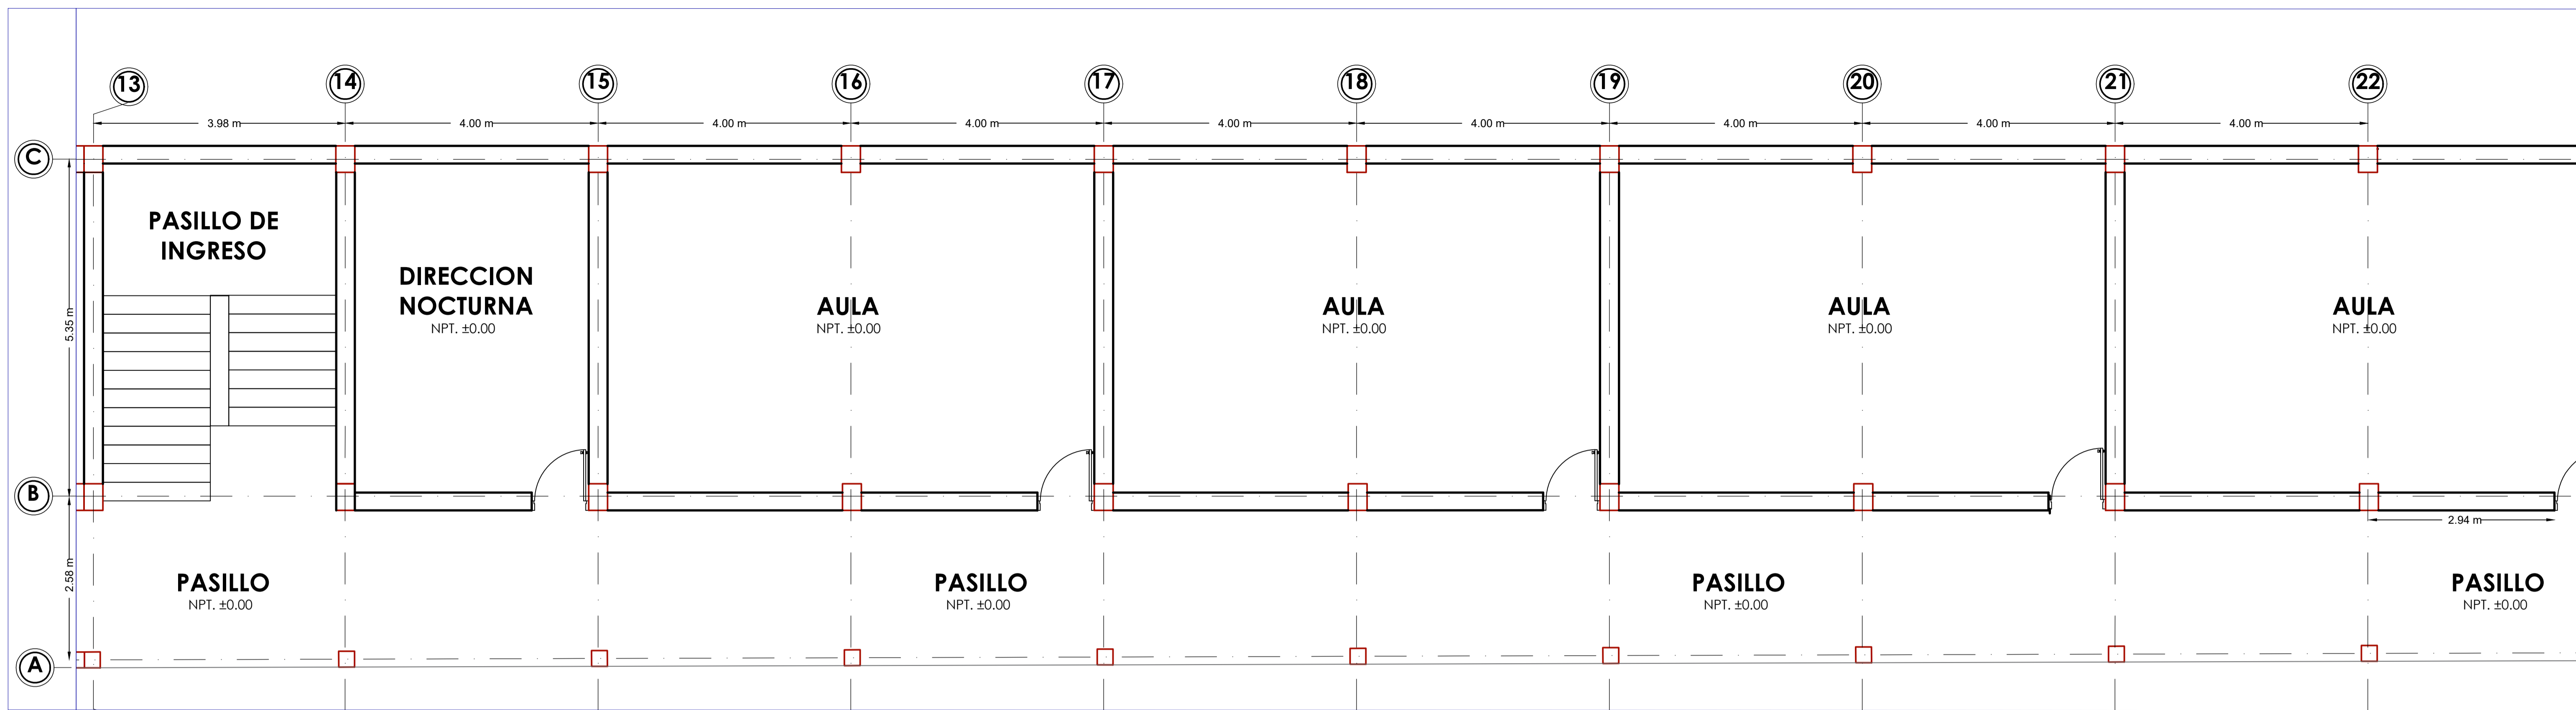 13
14
15
16
17
18
19
20
21
22
3.98 m
4.00 m
4.00 m
4.00 m
4.00 m
4.00 m
4.00 m
4.00 m
4.00 m
C
PASILLO DE
INGRESO
DIRECCION
NOCTURNA
NPT. ±0.00
AULA
NPT. ±0.00
AULA
NPT. ±0.00
AULA
NPT. ±0.00
AULA
NPT. ±0.00
5.35 m
B
2.94 m
2.58 m
PASILLO
NPT. ±0.00
PASILLO
NPT. ±0.00
PASILLO
NPT. ±0.00
PASILLO
NPT. ±0.00
A